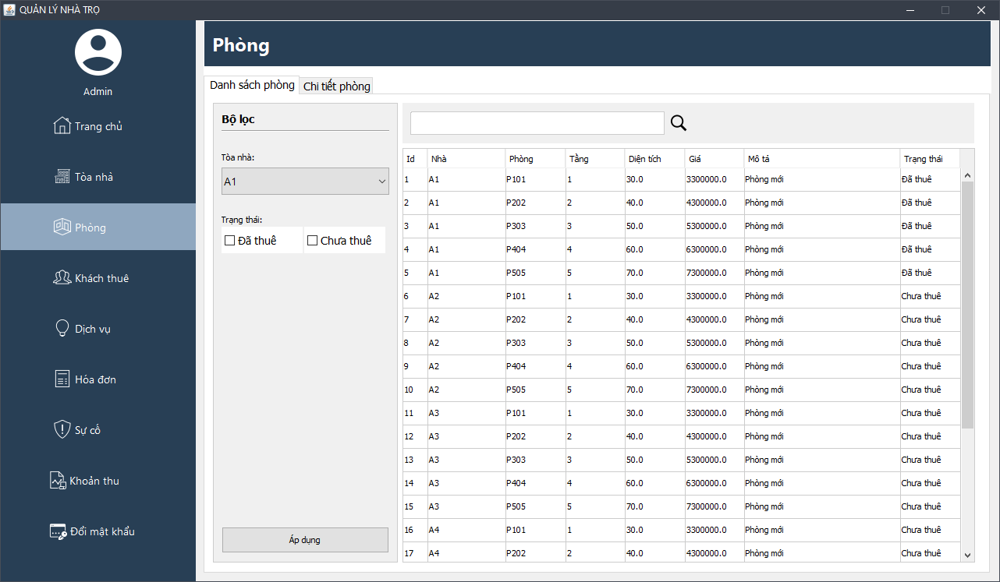 QUẢN LÝ NHÀ TRỌ
Admin
Trang chủ
Tòa nhà
Phòng
Khách thuê
Dịch vụ
Hóa đơn
Sự cố
Khoản thu
Đổi mật khẩu
Phòng
Danh sách phòng Chi tiết phòng
Bộ lọc
Tòa nhà:
A1
Trạng thái:
Đã thuê Chưa thuê
Áp dụng
Id Nhà Phòng Tầng Diện tích Giá Mô tả Trạng thái
1 A1 P101 1 30.0 3300000.0 Phòng mới Đã thuê
2 A1 P202 2 40.0 4300000.0 Phòng mới Đã thuê
3 A1 P303 3 50.0 5300000.0 Phòng mới Đã thuê
4 A1 P404 4 60.0 6300000.0 Phòng mới Đã thuê
5 A1 P505 5 70.0 7300000.0 Phòng mới Đã thuê
6 A2 P101 1 30.0 3300000.0 Phòng mới Chưa thuê
7 A2 P202 2 40.0 4300000.0 Phòng mới Chưa thuê
8 A2 P303 3 50.0 5300000.0 Phòng mới Chưa thuê
9 A2 P404 4 60.0 6300000.0 Phòng mới Chưa thuê
10 A2 P505 5 70.0 7300000.0 Phòng mới Chưa thuê
11 A3 P101 1 30.0 3300000.0 Phòng mới Chưa thuê
12 A3 P202 2 40.0 4300000.0 Phòng mới Chưa thuê
13 A3 P303 3 50.0 5300000.0 Phòng mới Chưa thuê
14 A3 P404 4 60.0 6300000.0 Phòng mới Chưa thuê
15 A3 P505 5 70.0 7300000.0 Phòng mới Chưa thuê
16 A4 P101 1 30.0 3300000.0 Phòng mới Chưa thuê
17 A4 P202 2 40.0 4300000.0 Phòng mới Chưa thuê